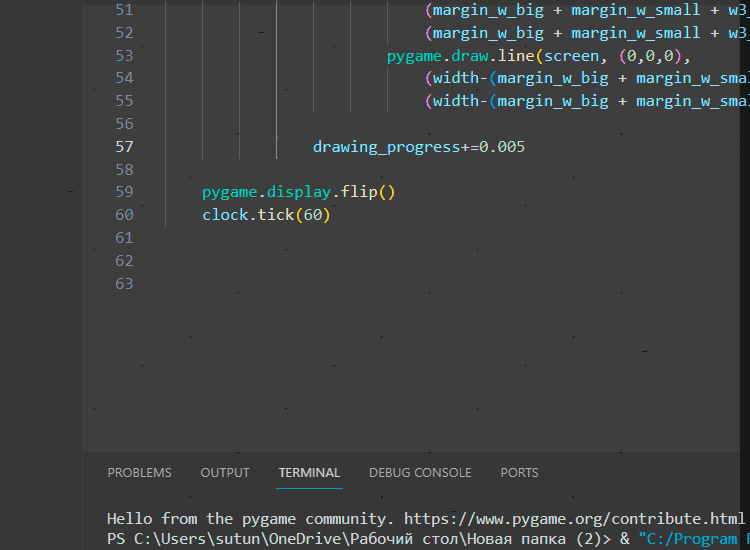 51 (margin_w_big + margin_w_small + w3_
52 (margin_w_big + margin_w_small + w3_
53 pygame.draw.line(screen, (0,0,0),
54 (width-(margin_w_big + margin_w_smal
55 (width-(margin_w_big + margin_w_smal
56
57 drawing_progress+=0.005
58
59 pygame.display.flip()
60 clock.tick(60)
61
62
63
PROBLEMS OUTPUT TERMINAL DEBUG CONSOLE PORTS
Hello from the pygame community. https://www.pygame.org/contribute.html
PS C:\Users\sutun\OneDrive\Рабочий стол\Новая папка (2)> & "C:/Program